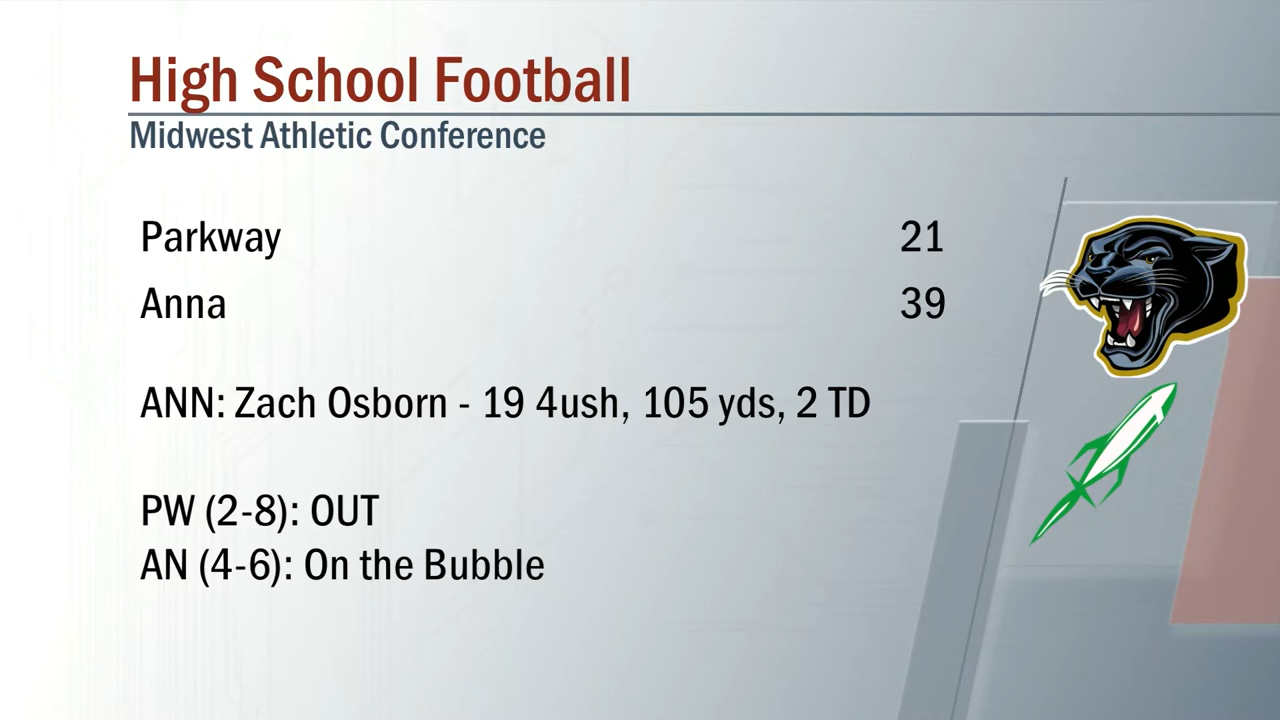 High School Football
Midwest Athletic Conference
Parkway 21
Anna 39
ANN: Zach Osborn - 19 4ush, 105 yds, 2 TD
PW (2-8): OUT
AN (4-6): On the Bubble